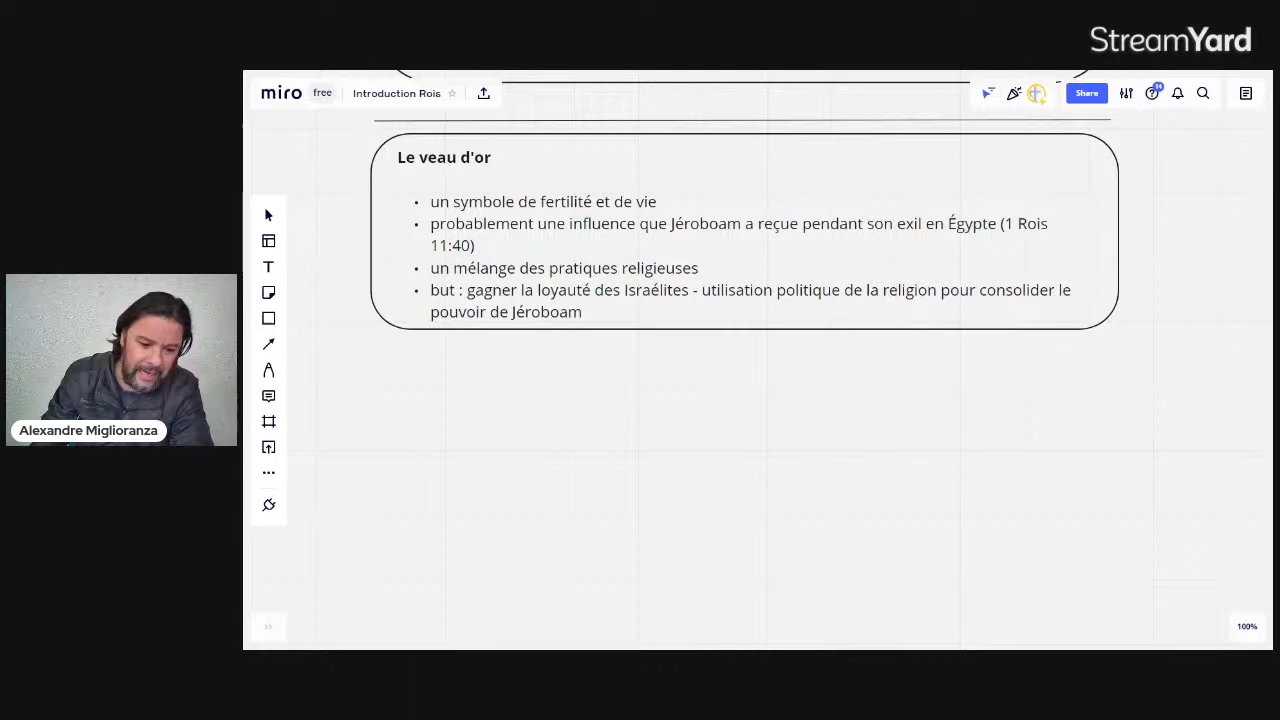 StreamYard
miro free Introduction Rois Share
14
Le veau d'or
• un symbole de fertilité et de vie
• probablement une influence que Jéroboam a reçue pendant son exil en Égypte (1 Rois
11:40)
• un mélange des pratiques religieuses
• but : gagner la loyauté des Israélites - utilisation politique de la religion pour consolider le
pouvoir de Jéroboam
Alexandre Miglioranza
100%